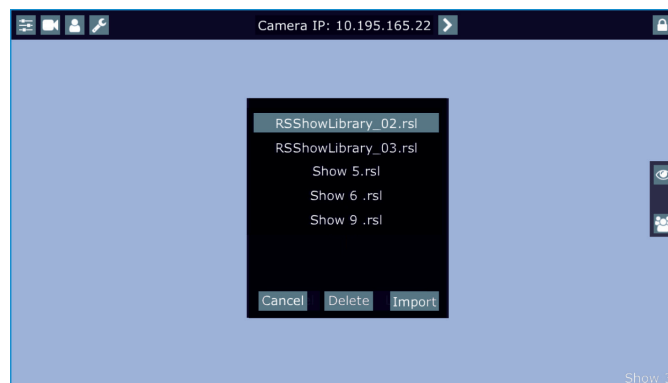 Camera IP: 10.195.165.22
RSShowLibrary_02.rsl
RSShowLibrary_03.rsl
Show 5.rsl
Show 6 .rsl
Show 9 .rsl
Cancel Delete Import
Show